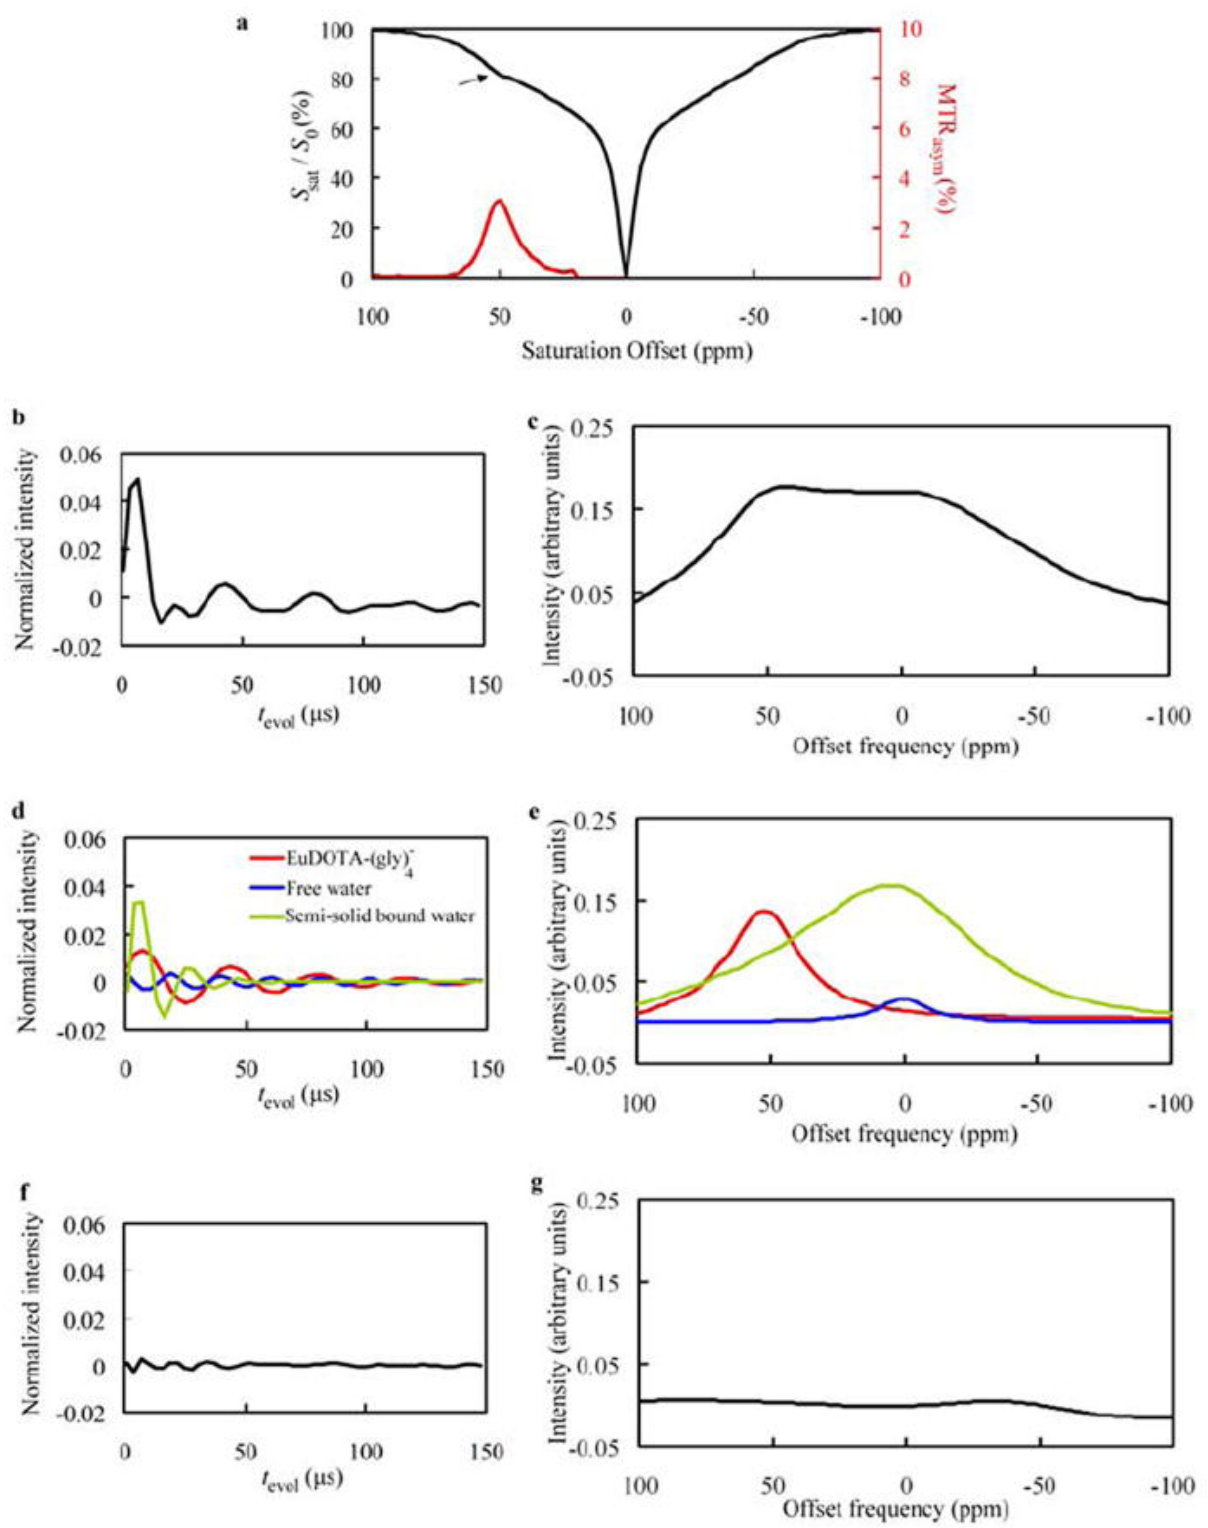 a
100
80
60
40
20
0
S_sat / S_0 (%)
10
8
6
4
2
0
MTR_asym (%)
100 50 0 -50 -100
Saturation Offset (ppm)
b
Normalized intensity
0.06
0.04
0.02
0
-0.02
0 50 100 150
t_evol (μs)
c
Intensity (arbitrary units)
0.25
0.15
0.05
-0.05
100 50 0 -50 -100
Offset frequency (ppm)
d
Normalized intensity
0.06
0.04
0.02
0
-0.02
EuDOTA-(gly)4-
Free water
Semi-solid bound water
0 50 100 150
t_evol (μs)
e
Intensity (arbitrary units)
0.25
0.15
0.05
-0.05
100 50 0 -50 -100
Offset frequency (ppm)
f
Normalized intensity
0.06
0.04
0.02
0
-0.02
0 50 100 150
t_evol (μs)
g
Intensity (arbitrary units)
0.25
0.15
0.05
-0.05
100 50 0 -50 -100
Offset frequency (ppm)